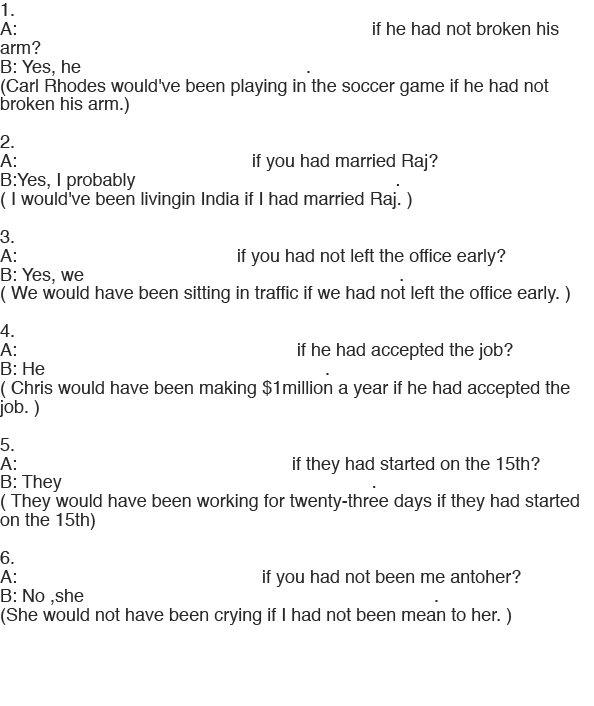 1.
A: if he had not broken his
arm?
B: Yes, he .
(Carl Rhodes would've been playing in the soccer game if he had not
broken his arm.)
2.
A: if you had married Raj?
B:Yes, I probably .
( I would've been livingin India if I had married Raj. )
3.
A: if you had not left the office early?
B: Yes, we .
( We would have been sitting in traffic if we had not left the office early. )
4.
A: if he had accepted the job?
B: He .
( Chris would have been making $1million a year if he had accepted the
job. )
5.
A: if they had started on the 15th?
B: They .
( They would have been working for twenty-three days if they had started
on the 15th)
6.
A: if you had not been me antoher?
B: No ,she .
(She would not have been crying if I had not been mean to her. )